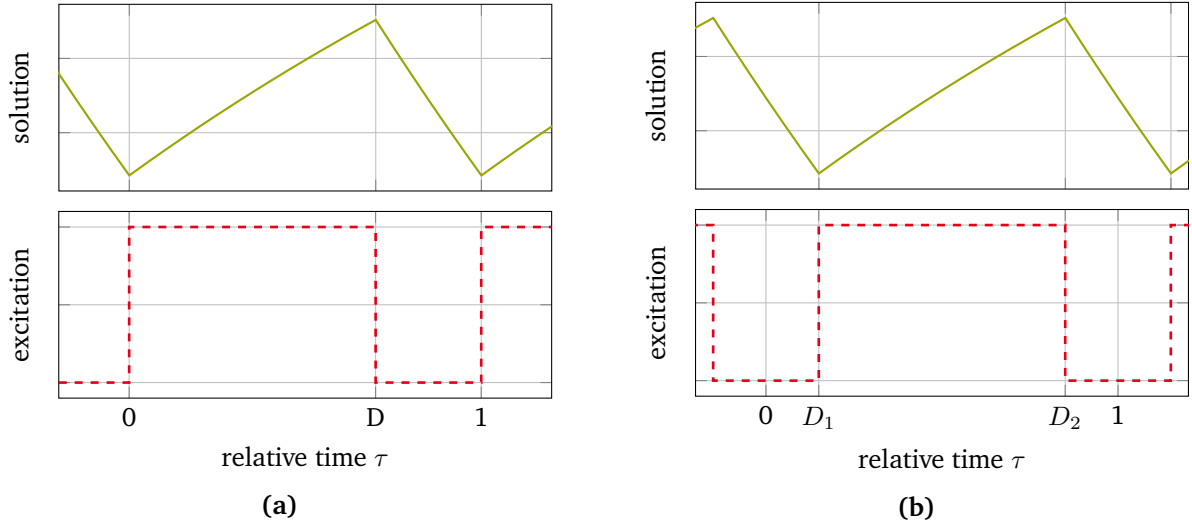 solution
excitation
0 D 1
relative time τ
(a)
solution
excitation
0 D₁ D₂ 1
relative time τ
(b)